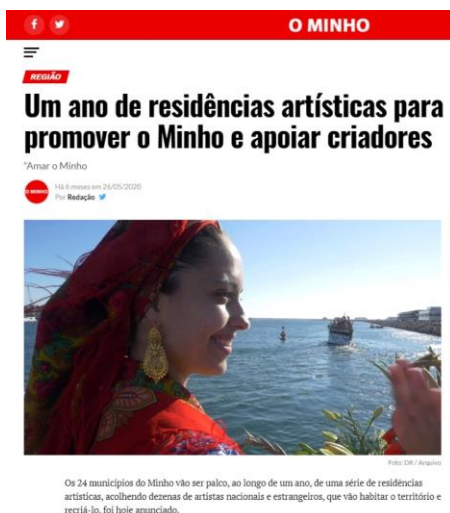 O MINHO
REGIÃO
Um ano de residências artísticas para
promover o Minho e apoiar criadores
"Amar o Minho
O MINHO
Há 6 meses em 26/05/2020
Por Redação
Foto: DR / Arquivo
Os 24 municípios do Minho vão ser palco, ao longo de um ano, de uma série de residências
artísticas, acolhendo dezenas de artistas nacionais e estrangeiros, que vão habitar o território e
recriá-lo, foi hoje anunciado.